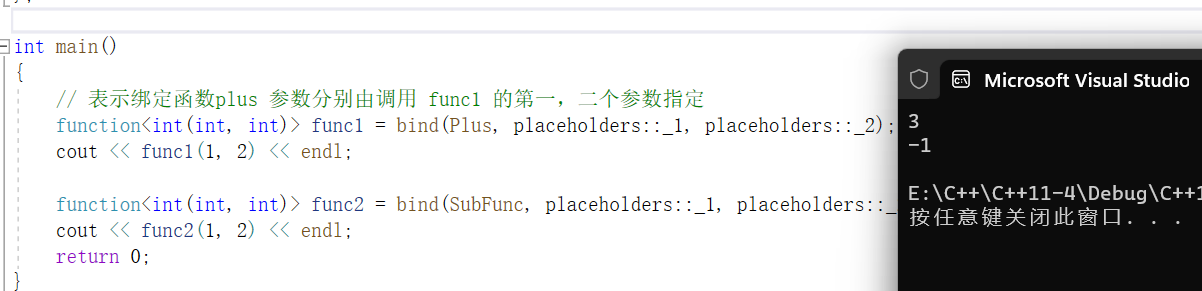 int main()
{
// 表示绑定函数plus 参数分别由调用 func1 的第一，二个参数指定
function<int(int, int)> func1 = bind(Plus, placeholders::_1, placeholders::_2);
cout << func1(1, 2) << endl;
function<int(int, int)> func2 = bind(SubFunc, placeholders::_1, placeholders::_
cout << func2(1, 2) << endl;
return 0;
}
Microsoft Visual Studio
3
-1
E:\C++\C++11-4\Debug\C++1
按任意键关闭此窗口. . .